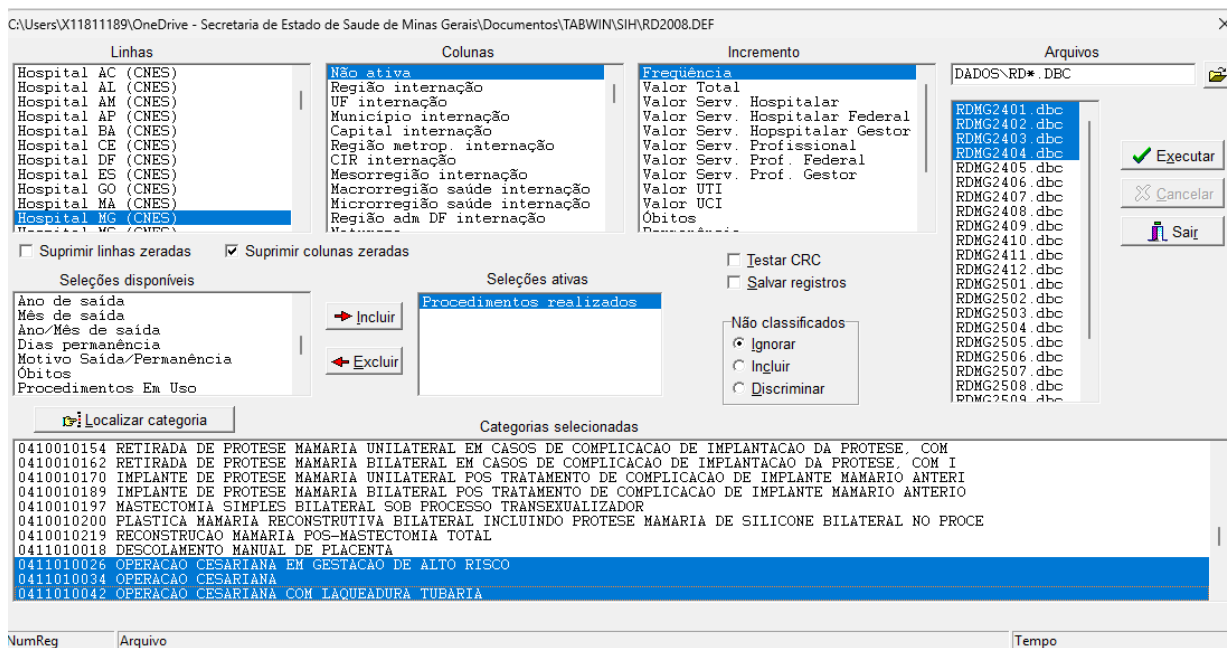 C:\Users\X11811189\OneDrive - Secretaria de Estado de Saude de Minas Gerais\Documentos\TABWIN\SIH\RD2008.DEF
Linhas
Hospital AC (CNES)
Hospital AL (CNES)
Hospital AM (CNES)
Hospital AP (CNES)
Hospital BA (CNES)
Hospital CE (CNES)
Hospital DF (CNES)
Hospital ES (CNES)
Hospital GO (CNES)
Hospital MA (CNES)
Hospital MG (CNES)
Colunas
Não ativa
Região internação
UF internação
Município internação
Capital internação
Região metrop. internação
CIR internação
Mesorregião internação
Macrorregião saúde internação
Microrregião saúde internação
Região adm DF internação
Incremento
Freqüência
Valor Total
Valor Serv. Hospitalar
Valor Serv. Hospitalar Federal
Valor Serv. Hopspitalar Gestor
Valor Serv. Profissional
Valor Serv. Prof. Federal
Valor Serv. Prof. Gestor
Valor UTI
Valor UCI
Óbitos
Arquivos
DADOS\RD*.DBC
RDMG2401.dbc
RDMG2402.dbc
RDMG2403.dbc
RDMG2404.dbc
RDMG2405.dbc
RDMG2406.dbc
RDMG2407.dbc
RDMG2408.dbc
RDMG2409.dbc
RDMG2410.dbc
RDMG2411.dbc
RDMG2412.dbc
RDMG2501.dbc
RDMG2502.dbc
RDMG2503.dbc
RDMG2504.dbc
RDMG2505.dbc
RDMG2506.dbc
RDMG2507.dbc
RDMG2508.dbc
RDMG2509.dbc
Executar
Cancelar
Sair
Suprimir linhas zeradas
Suprimir colunas zeradas
Seleções disponíveis
Ano de saída
Mês de saída
Ano/Mês de saída
Dias permanência
Motivo Saída/Permanência
Óbitos
Procedimentos Em Uso
Incluir
Excluir
Seleções ativas
Procedimentos realizados
Testar CRC
Salvar registros
Não classificados
Ignorar
Incluir
Discriminar
Localizar categoria
Categorias selecionadas
0410010154 RETIRADA DE PROTESE MAMARIA UNILATERAL EM CASOS DE COMPLICACAO DE IMPLANTACAO DA PROTESE, COM
0410010162 RETIRADA DE PROTESE MAMARIA BILATERAL EM CASOS DE COMPLICACAO DE IMPLANTACAO DA PROTESE, COM I
0410010170 IMPLANTE DE PROTESE MAMARIA UNILATERAL POS TRATAMENTO DE COMPLICACAO DE IMPLANTE MAMARIO ANTERI
0410010189 IMPLANTE DE PROTESE MAMARIA BILATERAL POS TRATAMENTO DE COMPLICACAO DE IMPLANTE MAMARIO ANTERIO
0410010197 MASTECTOMIA SIMPLES BILATERAL SOB PROCESSO TRANSEXUALIZADOR
0410010200 PLASTICA MAMARIA RECONSTRUTIVA BILATERAL INCLUINDO PROTESE MAMARIA DE SILICONE BILATERAL NO PROCE
0410010219 RECONSTRUCAO MAMARIA POS-MASTECTOMIA TOTAL
0411010018 DESCOLAMENTO MANUAL DE PLACENTA
0411010026 OPERACAO CESARIANA EM GESTACAO DE ALTO RISCO
0411010034 OPERACAO CESARIANA
0411010042 OPERACAO CESARIANA COM LAQUEADURA TUBARIA
NumReg
Arquivo
Tempo